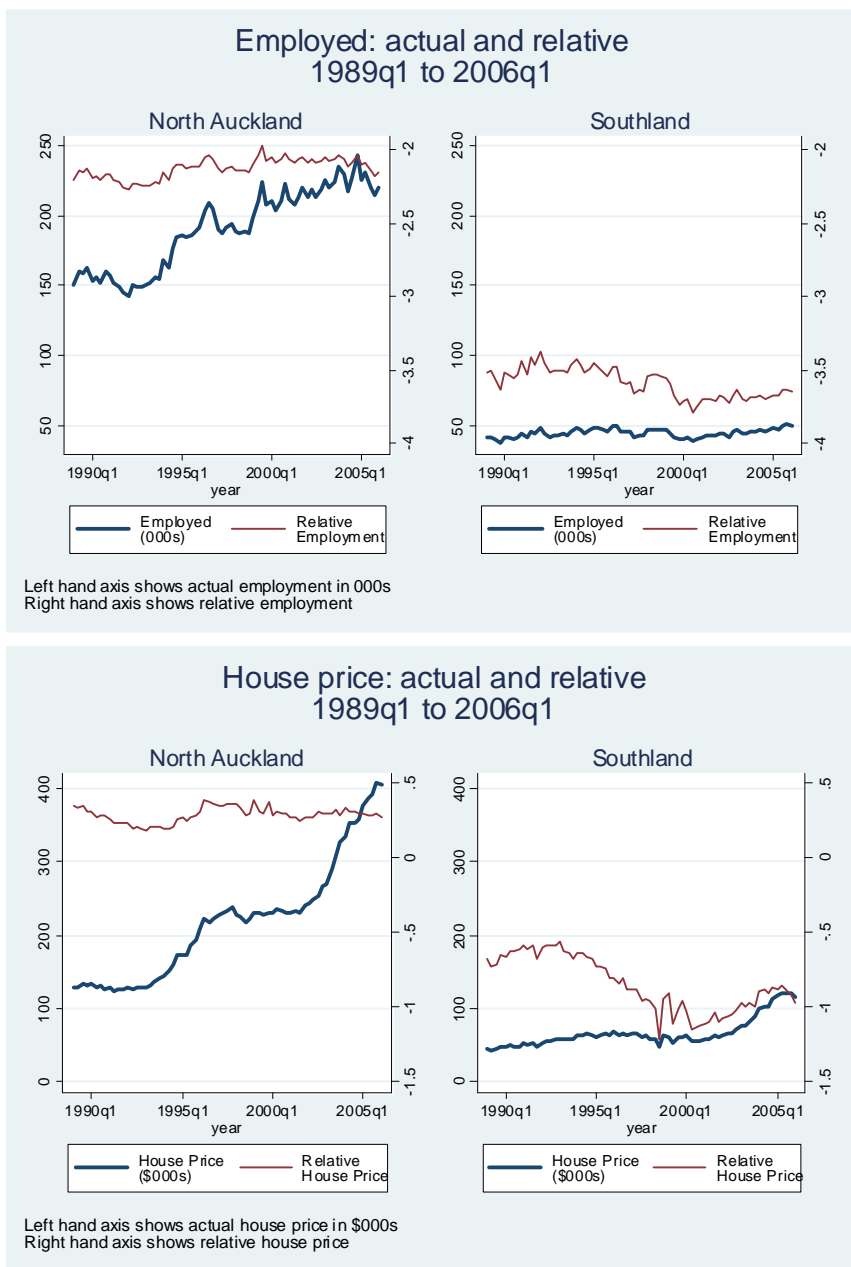 Employed: actual and relative
1989q1 to 2006q1
North Auckland
Southland
250
200
150
100
50
-2
-2.5
-3
-3.5
-4
1990q1 1995q1 2000q1 2005q1
year
250
200
150
100
50
-2
-2.5
-3
-3.5
-4
1990q1 1995q1 2000q1 2005q1
year
Employed
(000s)
Relative
Employment
Employed
(000s)
Relative
Employment
Left hand axis shows actual employment in 000s
Right hand axis shows relative employment
House price: actual and relative
1989q1 to 2006q1
North Auckland
Southland
400
300
200
100
0
.5
0
-.5
-1
-1.5
1990q1 1995q1 2000q1 2005q1
year
400
300
200
100
0
.5
0
-.5
-1
-1.5
1990q1 1995q1 2000q1 2005q1
year
House Price
($000s)
Relative
House Price
House Price
($000s)
Relative
House Price
Left hand axis shows actual house price in $000s
Right hand axis shows relative house price